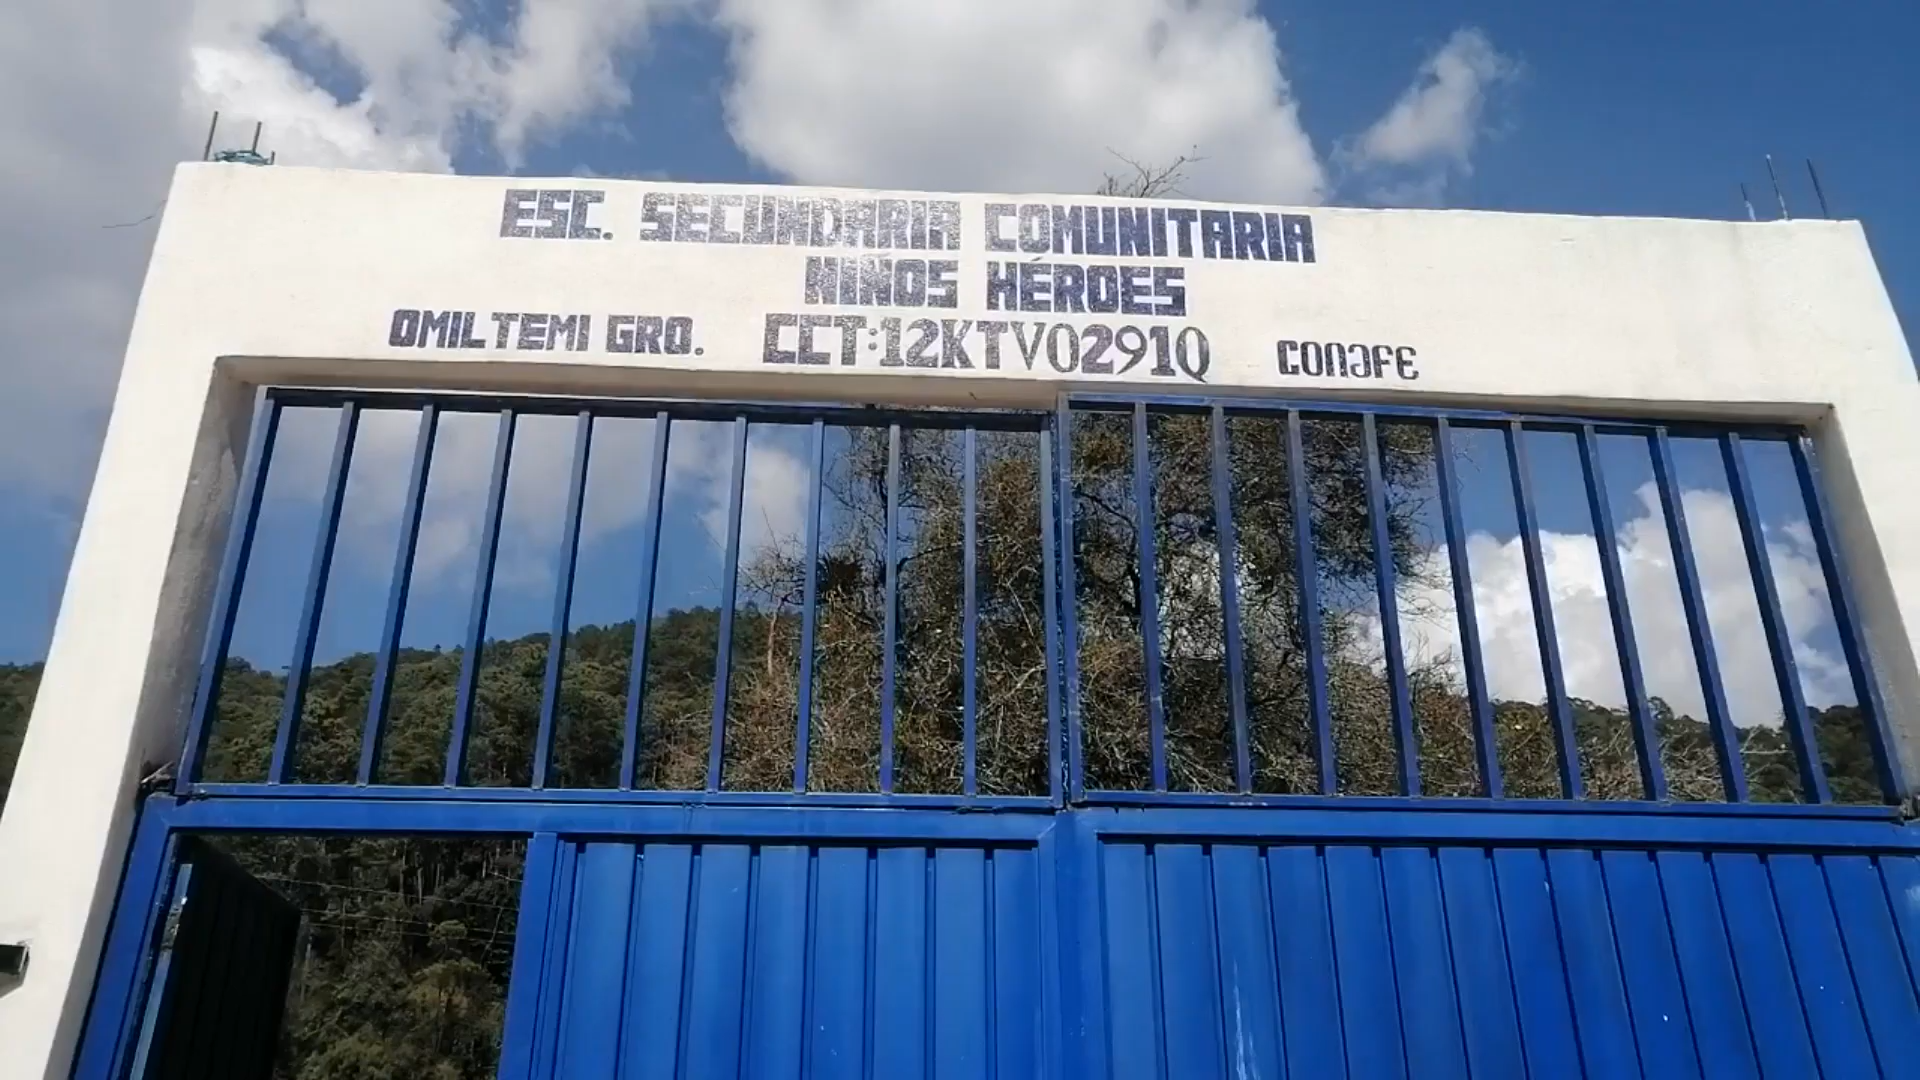 ESC. SECUNDARIA COMUNITARIA
NIÑOS HÉROES
OMILTEMI GRO. CCT:12KTV0291Q CONAFE